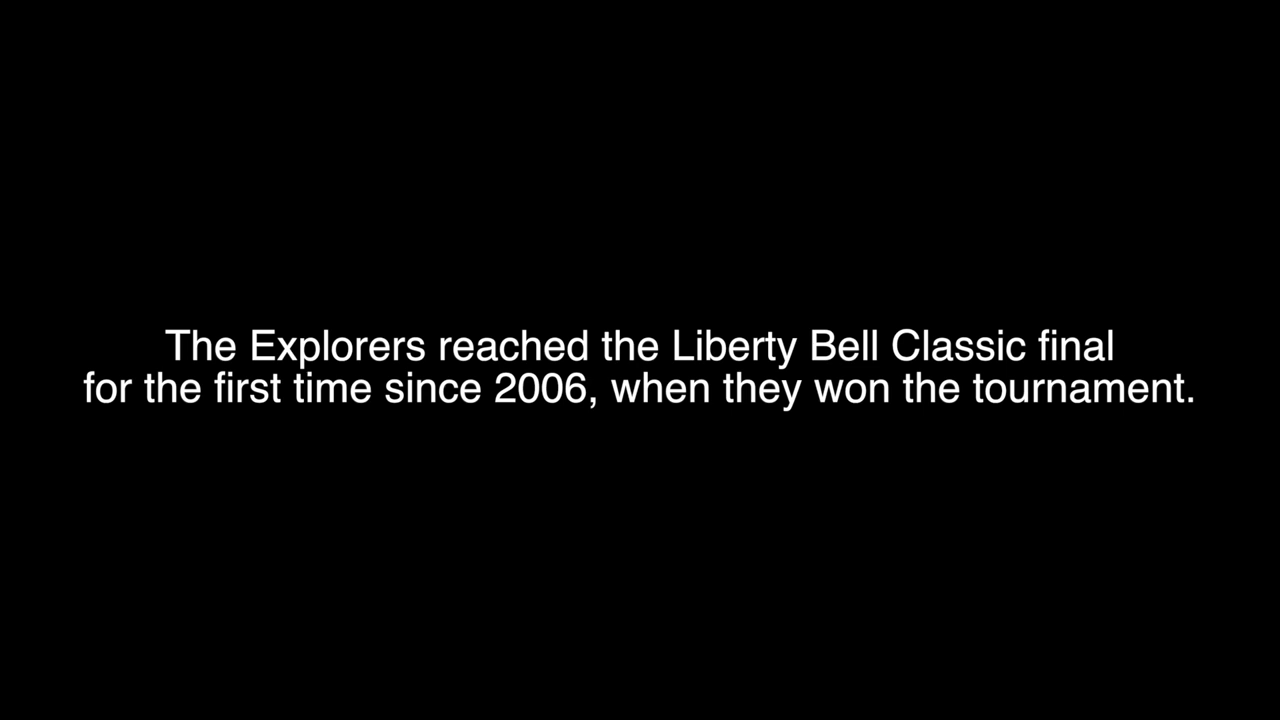 The Explorers reached the Liberty Bell Classic final
for the first time since 2006, when they won the tournament.